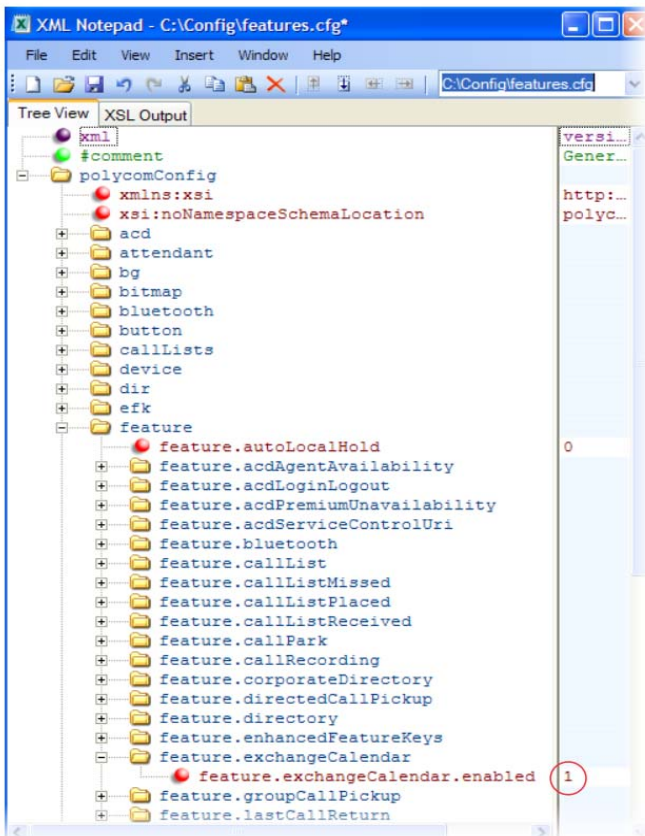 XML Notepad - C:\Config\features.cfg*
File Edit View Insert Window Help
C:\Config\features.cfg
Tree View XSL Output
xml versi...
#comment Gener...
polycomConfig
xmlns:xsi http:...
xsi:noNamespaceSchemaLocation polyc...
acd
attendant
bg
bitmap
bluetooth
button
callLists
device
dir
efk
feature
feature.autoLocalHold 0
feature.acdAgentAvailability
feature.acdLoginLogout
feature.acdPremiumUnavailability
feature.acdServiceControlUri
feature.bluetooth
feature.callList
feature.callListMissed
feature.callListPlaced
feature.callListReceived
feature.callPark
feature.callRecording
feature.corporateDirectory
feature.directedCallPickup
feature.directory
feature.enhancedFeatureKeys
feature.exchangeCalendar
feature.exchangeCalendar.enabled 1
feature.groupCallPickup
feature.lastCallReturn